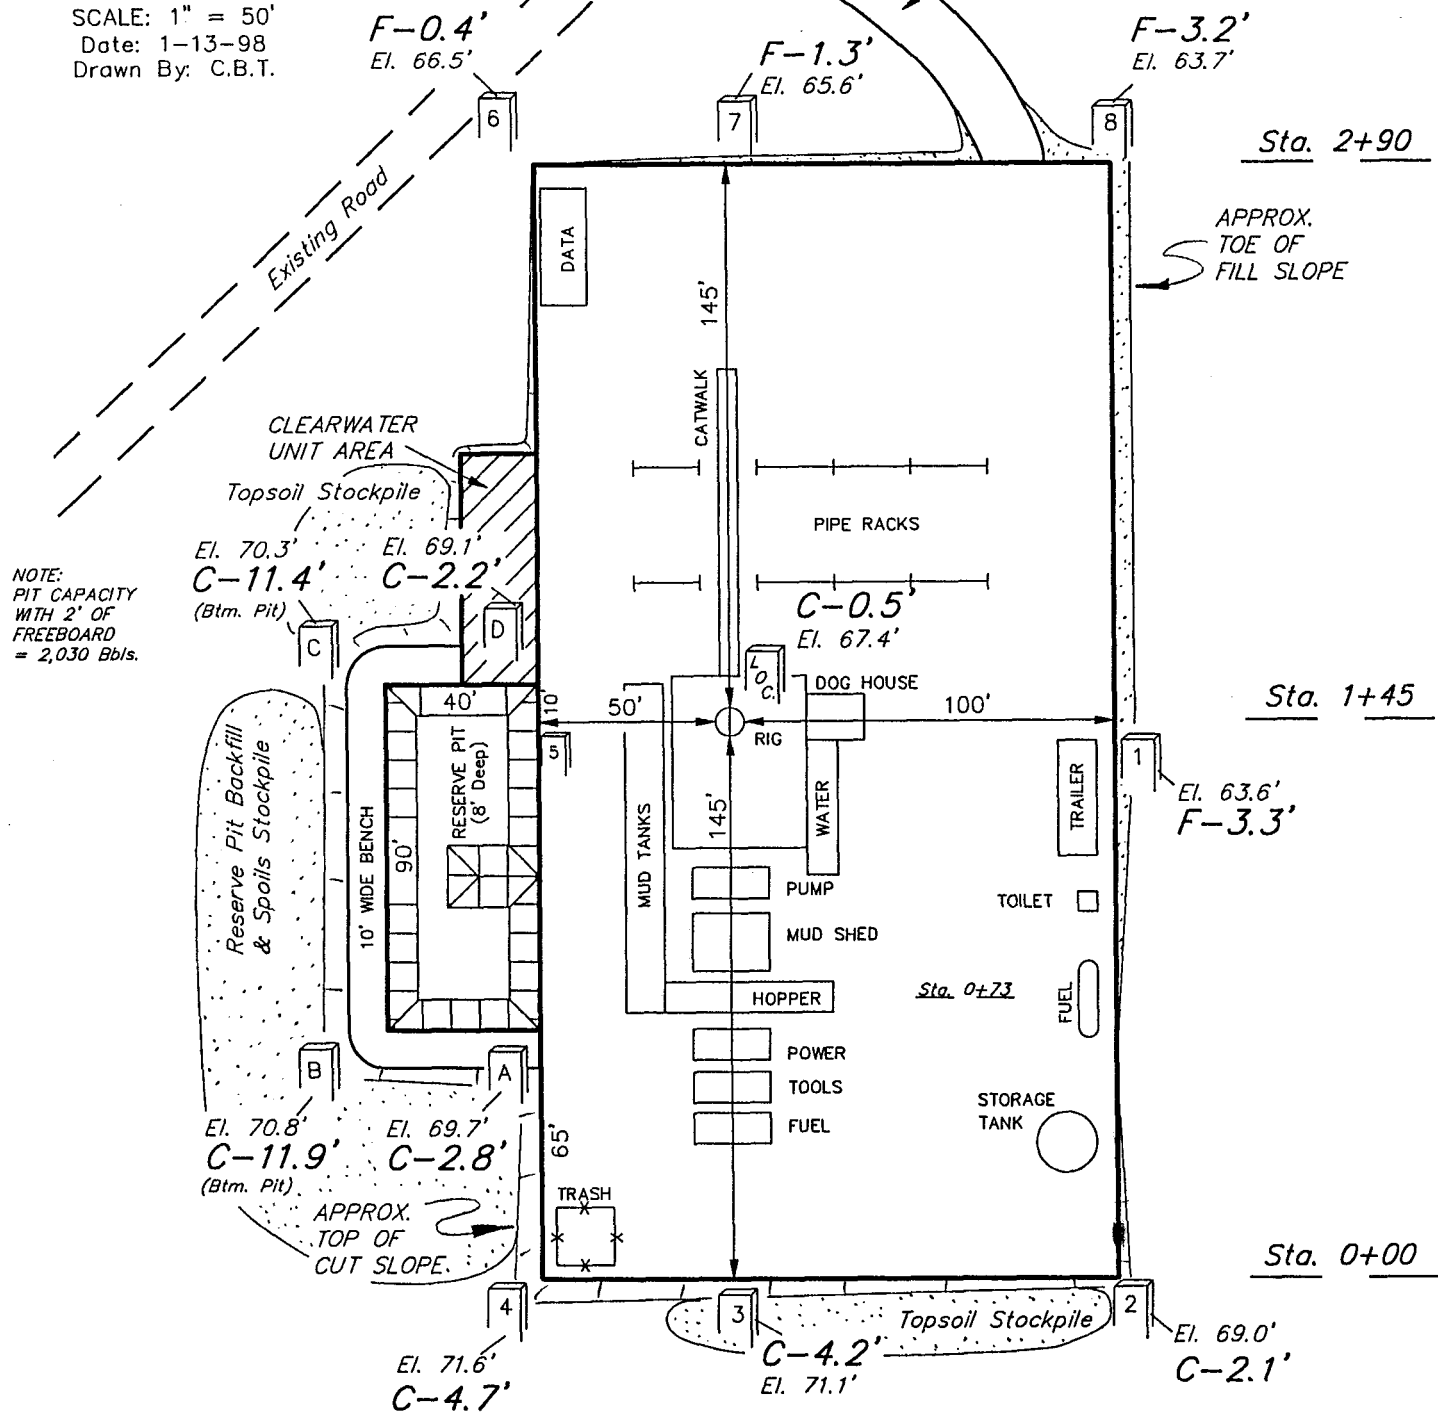 SCALE: 1" = 50'
Date: 1-13-98
Drawn By: C.B.T.
F-0.4'
El. 66.5'
F-1.3'
El. 65.6'
F-3.2'
El. 63.7'
6
7
8
Sta. 2+90
Existing Road
DATA
145'
APPROX.
TOE OF
FILL SLOPE
CATWALK
CLEARWATER
UNIT AREA
Topsoil Stockpile
PIPE RACKS
El. 70.3'
C-11.4'
(Btm. Pit)
El. 69.1'
C-2.2'
NOTE:
PIT CAPACITY
WITH 2' OF
FREEBOARD
= 2,030 Bbls.
C-0.5'
El. 67.4'
C
D
LOC.
DOG HOUSE
40'
10'
50'
100'
Sta. 1+45
RIG
5
1
Reserve Pit Backfill
& Spoils Stockpile
10' WIDE BENCH
90'
RESERVE PIT
(8' Deep)
MUD TANKS
145'
WATER
TRAILER
El. 63.6'
F-3.3'
PUMP
TOILET
MUD SHED
HOPPER
Sta. 0+73
FUEL
POWER
TOOLS
FUEL
STORAGE
TANK
B
A
El. 70.8'
C-11.9'
(Btm. Pit)
El. 69.7'
C-2.8'
65'
TRASH
APPROX.
TOP OF
CUT SLOPE
Sta. 0+00
4
3
2
Topsoil Stockpile
El. 71.6'
C-4.7'
C-4.2'
El. 71.1'
El. 69.0'
C-2.1'